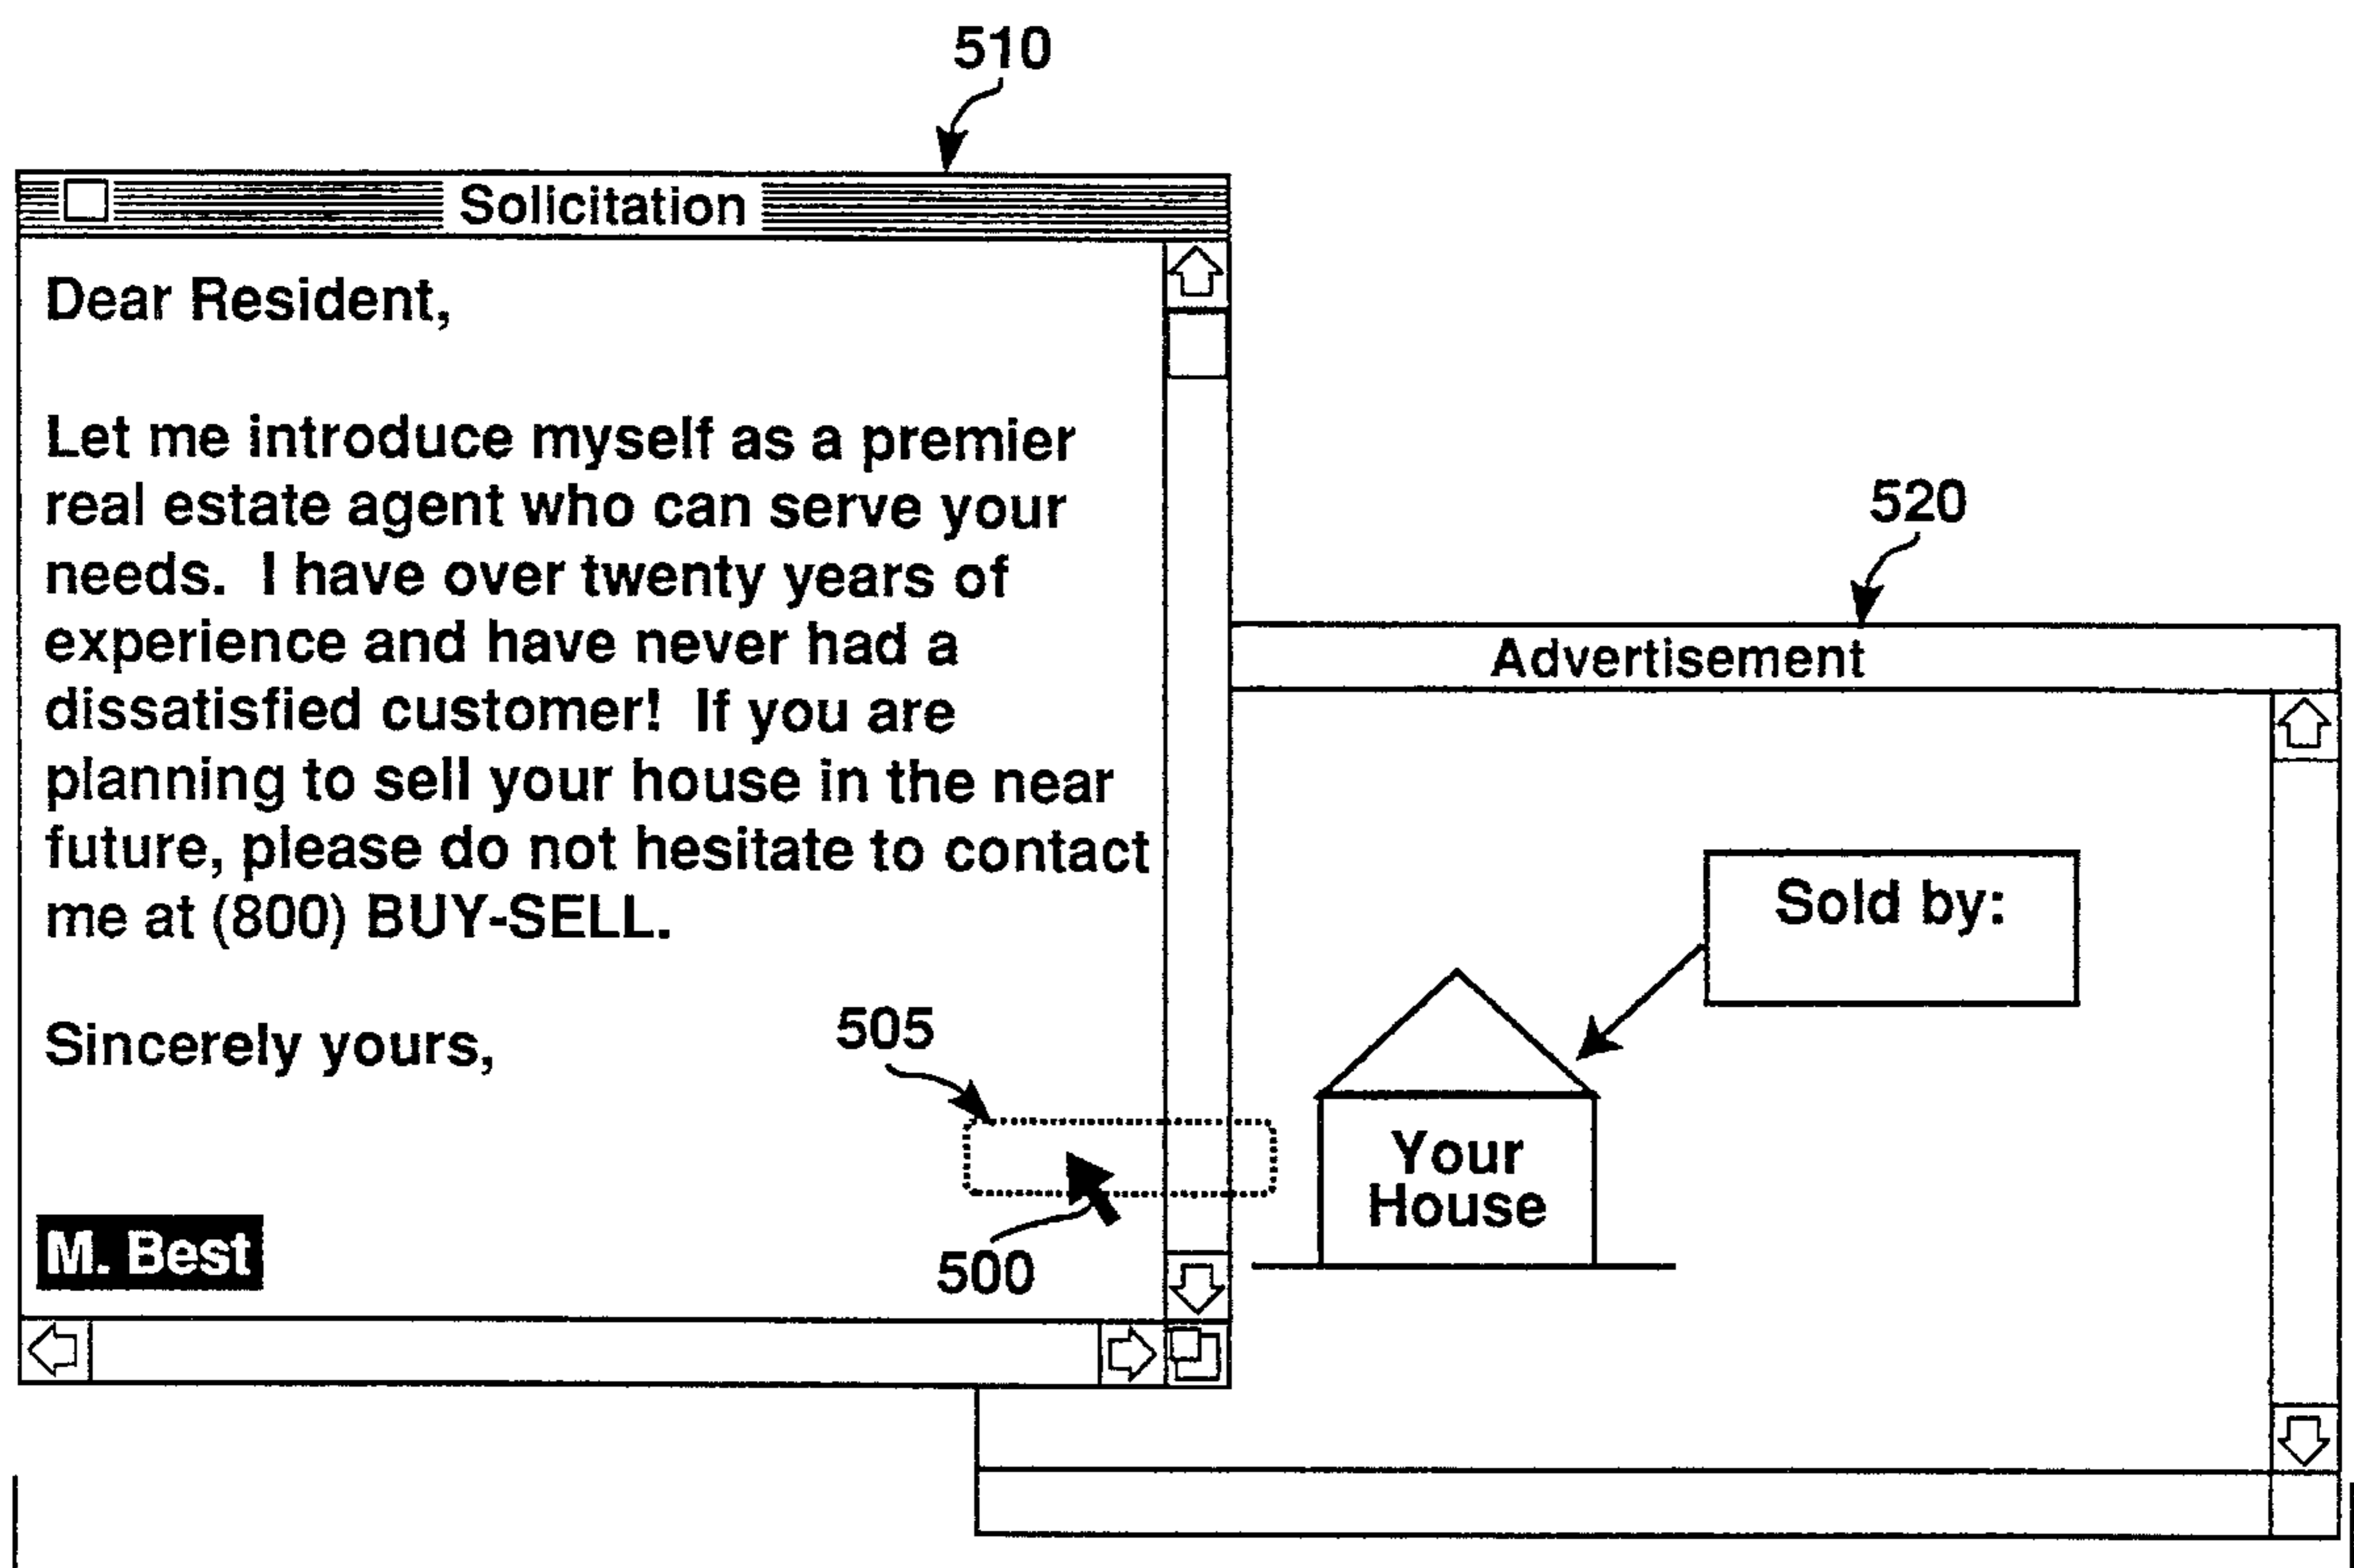 510
Solicitation
Dear Resident,
Let me introduce myself as a premier
real estate agent who can serve your
needs.  I have over twenty years of
experience and have never had a
dissatisfied customer!  If you are
planning to sell your house in the near
future, please do not hesitate to contact
me at (800) BUY-SELL.
Sincerely yours,
505
500
M. Best
520
Advertisement
Sold by:
Your
House